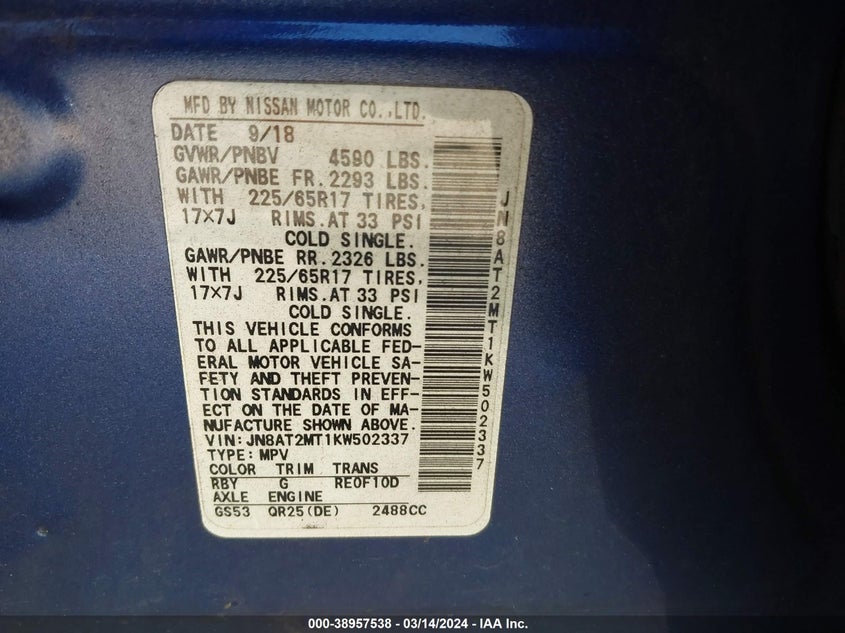 MFD BY NISSAN MOTOR CO.,LTD.
DATE 9/18
GVWR/PNBV 4590 LBS.
GAWR/PNBE FR.2293 LBS.
WITH 225/65R17 TIRES,
17×7J RIMS.AT 33 PSI
COLD SINGLE.
GAWR/PNBE RR.2326 LBS.
WITH 225/65R17 TIRES,
17×7J RIMS.AT 33 PSI
COLD SINGLE.
THIS VEHICLE CONFORMS
TO ALL APPLICABLE FED-
ERAL MOTOR VEHICLE SA-
FETY AND THEFT PREVEN-
TION STANDARDS IN EFF-
ECT ON THE DATE OF MA-
NUFACTURE SHOWN ABOVE.
VIN:JN8AT2MT1KW502337
TYPE:MPV
COLOR TRIM TRANS
RBY G RE0F10D
AXLE ENGINE
GS53 QR25(DE) 2488CC
JN8AT2MT1KW502337
000-38957538 - 03/14/2024 - IAA Inc.